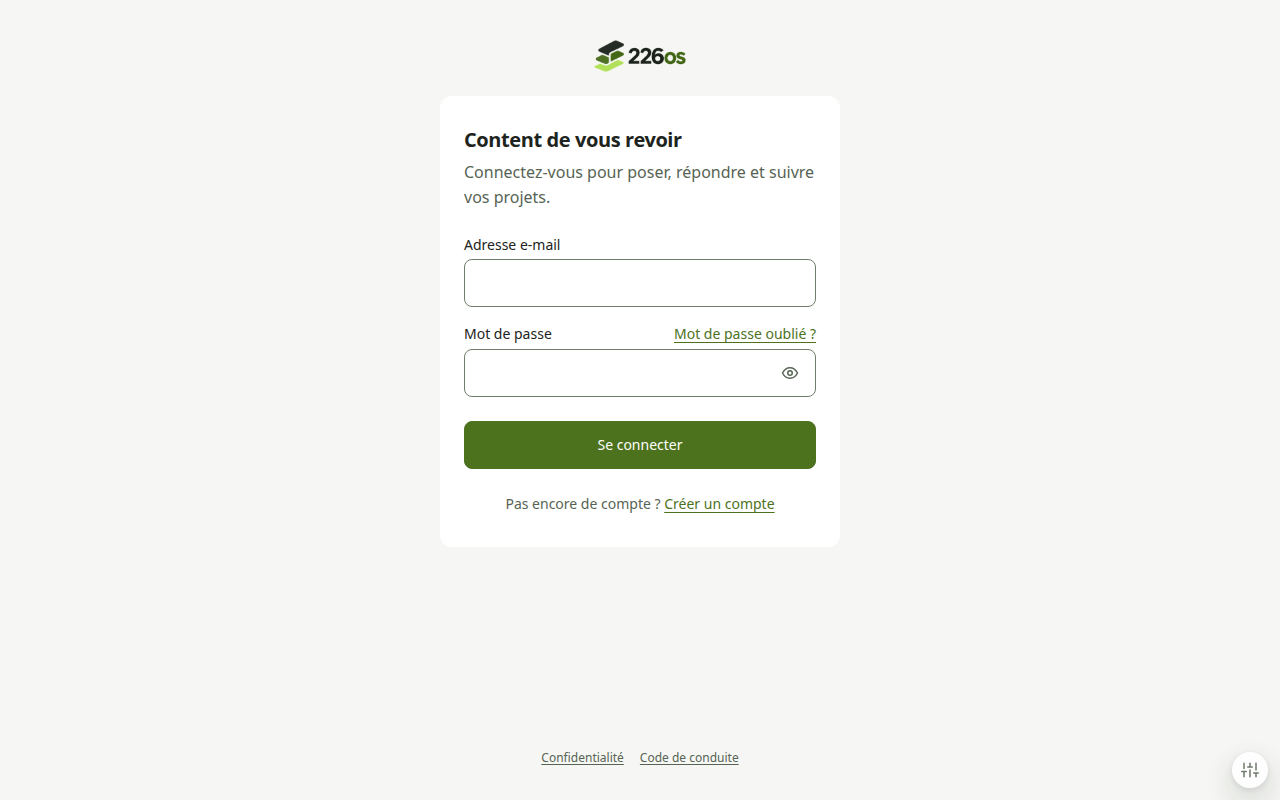 226os
Content de vous revoir
Connectez-vous pour poser, répondre et suivre
vos projets.
Adresse e-mail
Mot de passe Mot de passe oublié ?
Se connecter
Pas encore de compte ? Créer un compte
Confidentialité Code de conduite